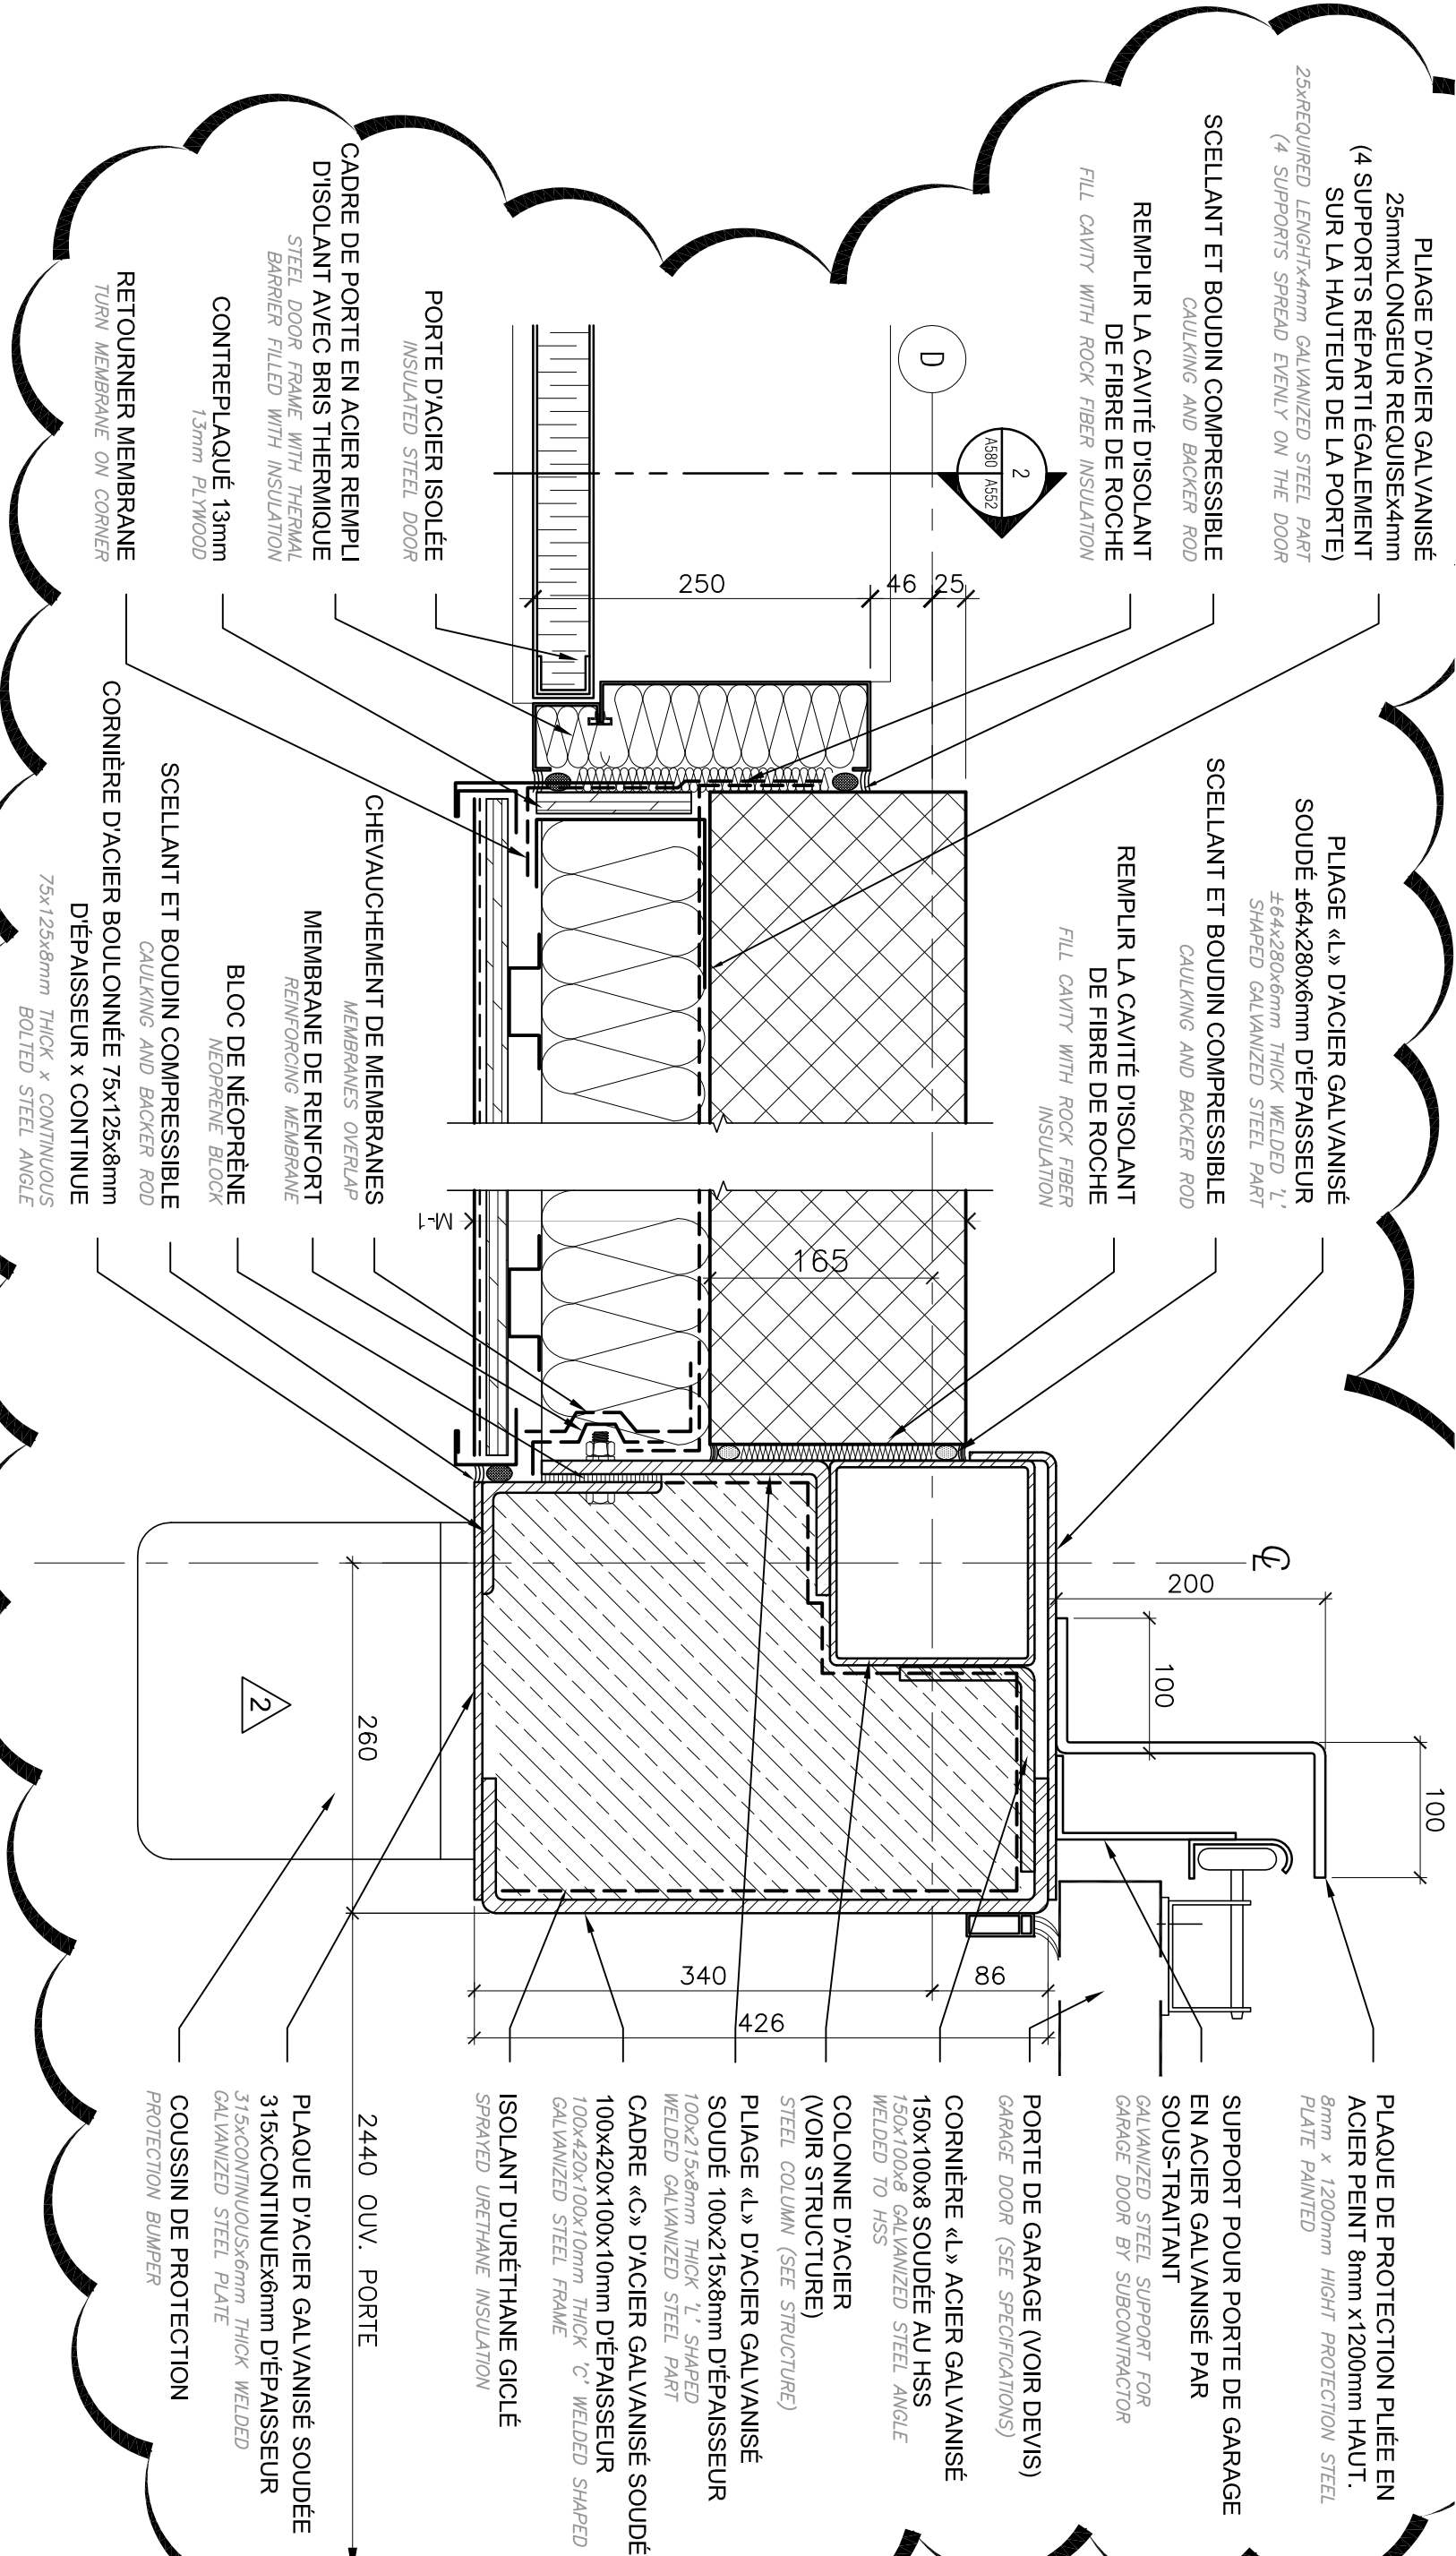 PLIAGE D'ACIER GALVANISÉ
25mmxLONGEUR REQUISEx4mm
(4 SUPPORTS RÉPARTI ÉGALEMENT
SUR LA HAUTEUR DE LA PORTE)
25xREQUIRED LENGHTx4mm GALVANIZED STEEL PART
(4 SUPPORTS SPREAD EVENLY ON THE DOOR
SCELLANT ET BOUDIN COMPRESSIBLE
CAULKING AND BACKER ROD
REMPLIR LA CAVITÉ D'ISOLANT
DE FIBRE DE ROCHE
FILL CAVITY WITH ROCK FIBER INSULATION
D
2
A580 A552
PORTE D'ACIER ISOLÉE
INSULATED STEEL DOOR
CADRE DE PORTE EN ACIER REMPLI
D'ISOLANT AVEC BRIS THERMIQUE
STEEL DOOR FRAME WITH THERMAL
BARRIER FILLED WITH INSULATION
CONTREPLAQUÉ 13mm
13mm PLYWOOD
RETOURNER MEMBRANE
TURN MEMBRANE ON CORNER
25
46
250
PLIAGE «L» D'ACIER GALVANISÉ
SOUDÉ ±64x280x6mm D'ÉPAISSEUR
±64x280x6mm THICK WELDED 'L'
SHAPED GALVANIZED STEEL PART
SCELLANT ET BOUDIN COMPRESSIBLE
CAULKING AND BACKER ROD
REMPLIR LA CAVITÉ D'ISOLANT
DE FIBRE DE ROCHE
FILL CAVITY WITH ROCK FIBER
INSULATION
CHEVAUCHEMENT DE MEMBRANES
MEMBRANES OVERLAP
MEMBRANE DE RENFORT
REINFORCING MEMBRANE
BLOC DE NÉOPRÈNE
NEOPRENE BLOCK
SCELLANT ET BOUDIN COMPRESSIBLE
CAULKING AND BACKER ROD
CORNIÈRE D'ACIER BOULONNÉE 75x125x8mm
D'ÉPAISSEUR x CONTINUE
75x125x8mm THICK x CONTINUOUS
BOLTED STEEL ANGLE
M-1
165
CL
200
100
100
260
2
340
86
426
2440 OUV. PORTE
PLAQUE DE PROTECTION PLIÉE EN
ACIER PEINT 8mm x1200mm HAUT.
8mm x 1200mm HIGHT PROTECTION STEEL
PLATE PAINTED
SUPPORT POUR PORTE DE GARAGE
EN ACIER GALVANISÉ PAR
SOUS-TRAITANT
GALVANIZED STEEL SUPPORT FOR
GARAGE DOOR BY SUBCONTRACTOR
PORTE DE GARAGE (VOIR DEVIS)
GARAGE DOOR (SEE SPECIFICATIONS)
CORNIÈRE «L» ACIER GALVANISÉ
150x100x8 SOUDÉE AU HSS
150x100x8 GALVANIZED STEEL ANGLE
WELDED TO HSS
COLONNE D'ACIER
(VOIR STRUCTURE)
STEEL COLUMN (SEE STRUCTURE)
PLIAGE «L» D'ACIER GALVANISÉ
SOUDÉ 100x215x8mm D'ÉPAISSEUR
100x215x8mm THICK 'L' SHAPED
WELDED GALVANIZED STEEL PART
CADRE «C» D'ACIER GALVANISÉ SOUDÉ
100x420x100x10mm D'ÉPAISSEUR
100x420x100x10mm THICK 'C' WELDED SHAPED
GALVANIZED STEEL FRAME
ISOLANT D'URÉTHANE GICLÉ
SPRAYED URETHANE INSULATION
PLAQUE D'ACIER GALVANISÉ SOUDÉE
315xCONTINUEx6mm D'ÉPAISSEUR
315xCONTINUOUSx6mm THICK WELDED
GALVANIZED STEEL PLATE
COUSSIN DE PROTECTION
PROTECTION BUMPER